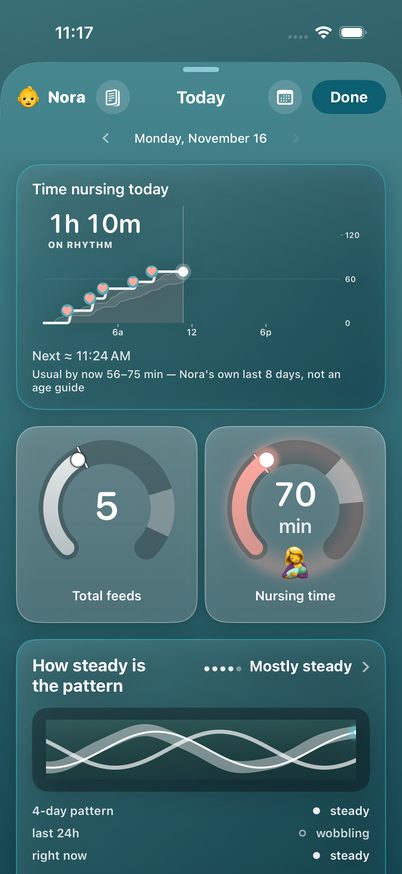 11:17
Nora
Today
Done
Monday, November 16
Time nursing today
1h 10m
ON RHYTHM
120
60
0
6a
12
6p
Next ≈ 11:24 AM
Usual by now 56–75 min — Nora's own last 8 days, not an
age guide
5
Total feeds
70
min
Nursing time
How steady is
the pattern
Mostly steady
4-day pattern
steady
last 24h
wobbling
right now
steady